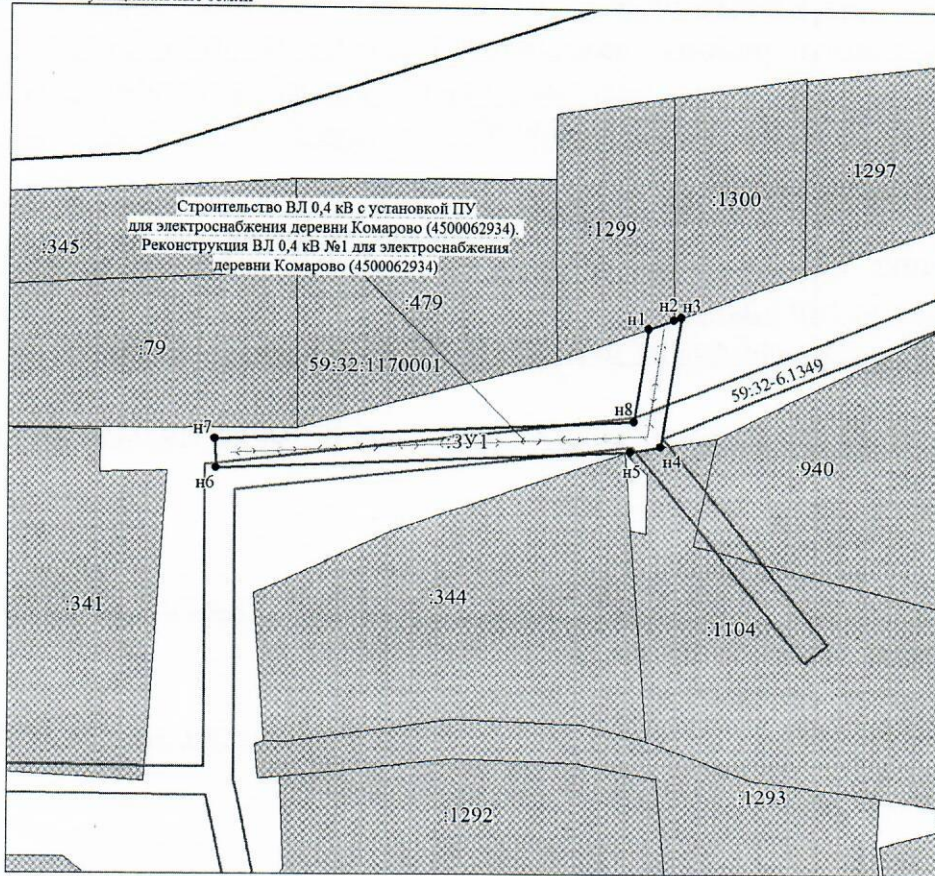 :1297
:1300
:1299
Строительство ВЛ 0,4 кВ с установкой ПУ
для электроснабжения деревни Комарово (4500062934).
Реконструкция ВЛ 0,4 кВ №1 для электроснабжения
деревни Комарово (4500062934)
:345
:479
н1
н2
н3
:79
59:32:1170001
59:32-6.1349
н8
н7
:ЗУ1
н4
н5
н6
:940
:341
:344
:1104
:1292
:1293